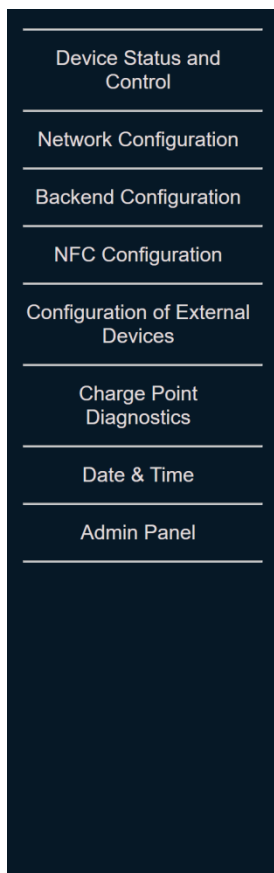 Device Status and
Control
Network Configuration
Backend Configuration
NFC Configuration
Configuration of External
Devices
Charge Point
Diagnostics
Date & Time
Admin Panel